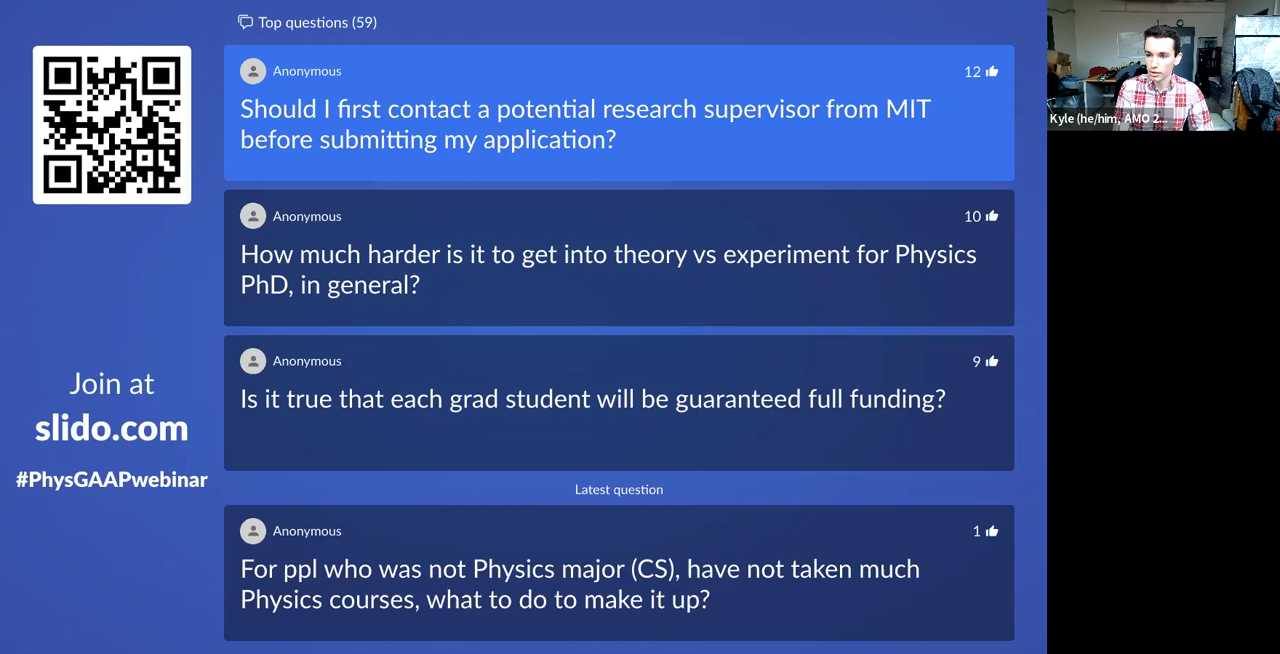 Top questions (59)
Anonymous
12
Should I first contact a potential research supervisor from MIT
before submitting my application?
Anonymous
10
How much harder is it to get into theory vs experiment for Physics
PhD, in general?
Anonymous
9
Is it true that each grad student will be guaranteed full funding?
Latest question
Anonymous
1
For ppl who was not Physics major (CS), have not taken much
Physics courses, what to do to make it up?
Join at
slido.com
#PhysGAAPwebinar
Kyle (he/him, AMO 2...